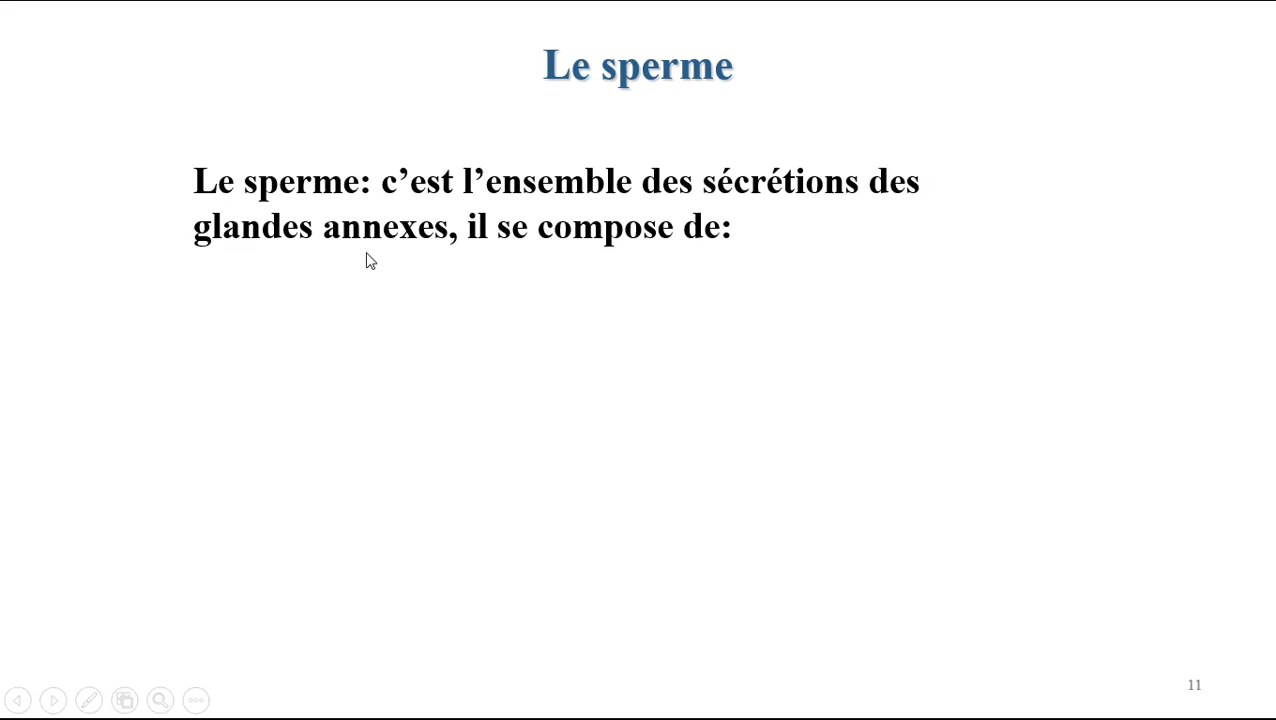 Le sperme
Le sperme: c’est l’ensemble des sécrétions des
glandes annexes, il se compose de:
11